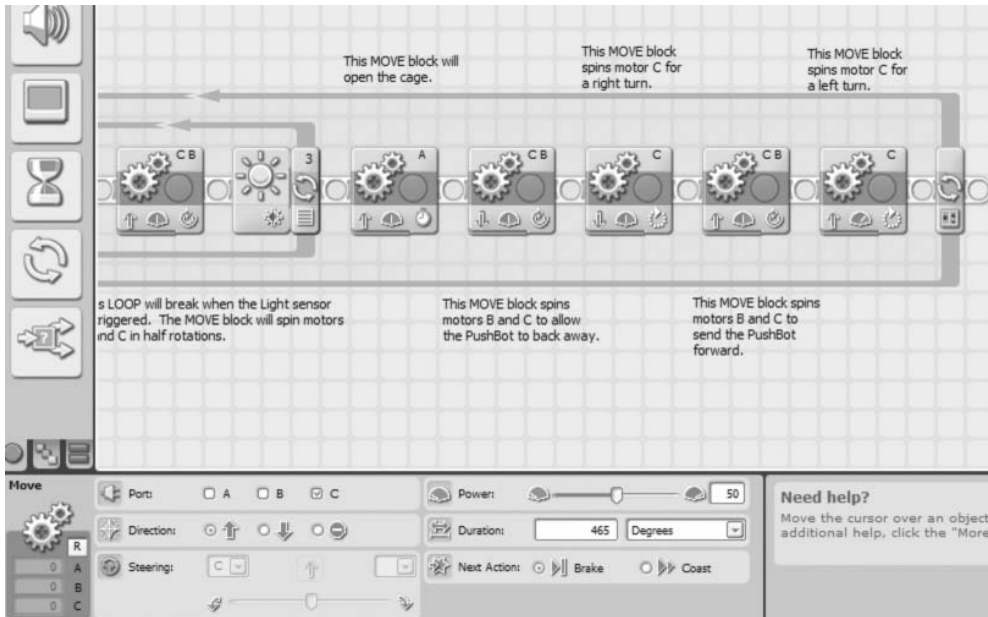 This MOVE block will
open the cage.
This MOVE block
spins motor C for
a right turn.
This MOVE block
spins motor C for
a left turn.
C B
3
A
C B
C
C B
C
s LOOP will break when the Light sensor
riggered. The MOVE block will spin motors
nd C in half rotations.
This MOVE block spins
motors B and C to allow
the PushBot to back away.
This MOVE block spins
motors B and C to
send the PushBot
forward.
Move
R
0 A
0 B
0 C
Port: A B C
Direction:
Steering: C
Power: 50
Duration: 465 Degrees
Next Action: Brake Coast
Need help?
Move the cursor over an object
additional help, click the "More